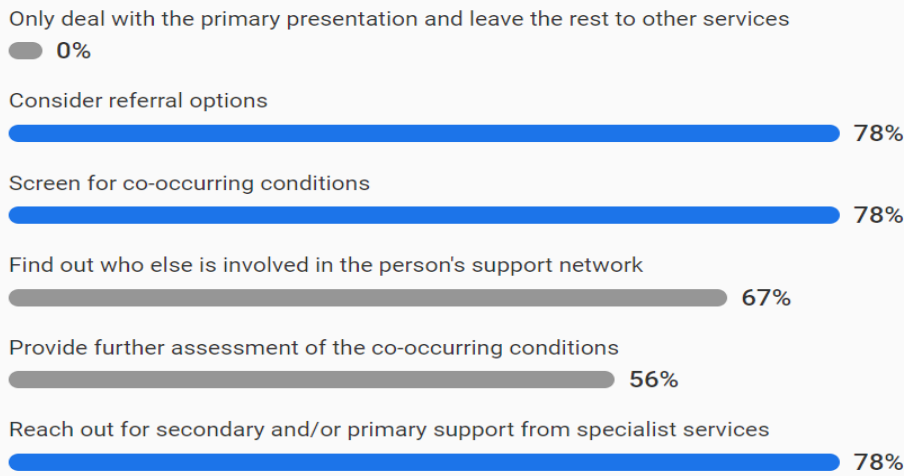 Only deal with the primary presentation and leave the rest to other services
0%
Consider referral options
78%
Screen for co-occurring conditions
78%
Find out who else is involved in the person's support network
67%
Provide further assessment of the co-occurring conditions
56%
Reach out for secondary and/or primary support from specialist services
78%